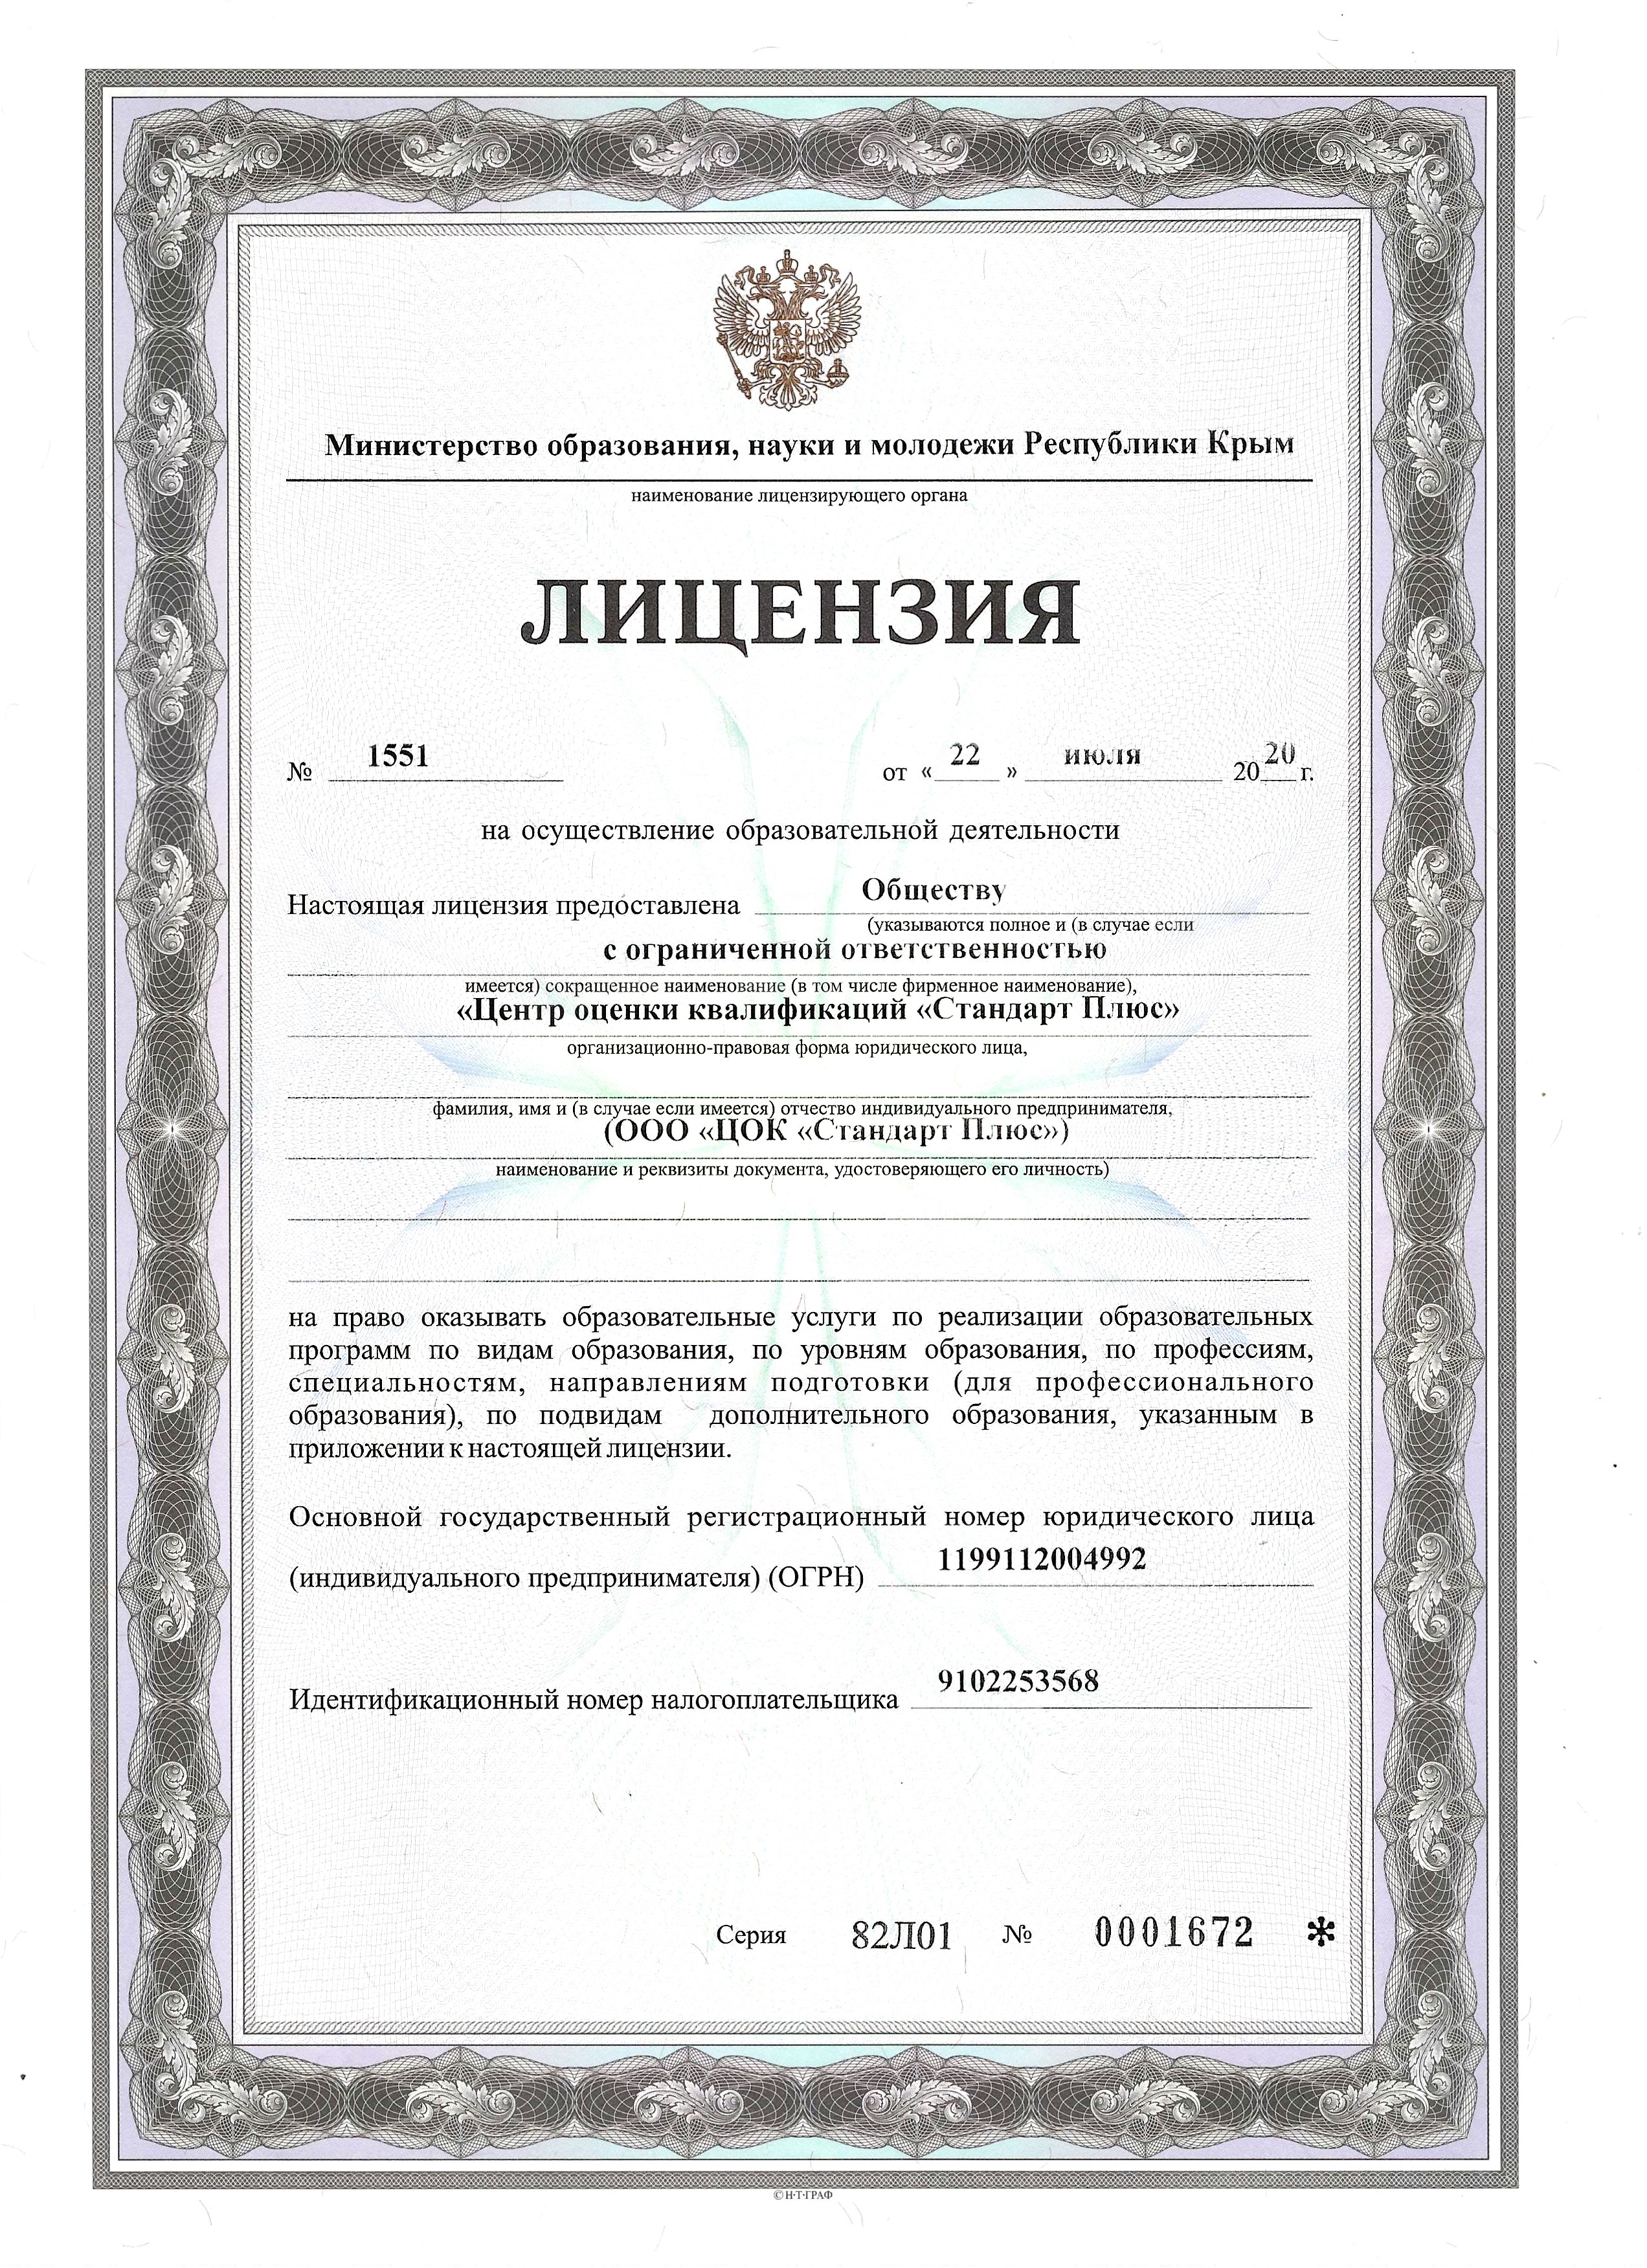 Министерство образования, науки и молодежи Республики Крым
наименование лицензирующего органа
ЛИЦЕНЗИЯ
№ 1551 от « 22 » июля 20 20 г.
на осуществление образовательной деятельности
Настоящая лицензия предоставлена Обществу
(указываются полное и (в случае если
с ограниченной ответственностью
имеется) сокращенное наименование (в том числе фирменное наименование),
«Центр оценки квалификаций «Стандарт Плюс»
организационно-правовая форма юридического лица,
фамилия, имя и (в случае если имеется) отчество индивидуального предпринимателя,
(ООО «ЦОК «Стандарт Плюс»)
наименование и реквизиты документа, удостоверяющего его личность)
на право оказывать образовательные услуги по реализации образовательных
программ по видам образования, по уровням образования, по профессиям,
специальностям, направлениям подготовки (для профессионального
образования), по подвидам дополнительного образования, указанным в
приложении к настоящей лицензии.
Основной государственный регистрационный номер юридического лица
(индивидуального предпринимателя) (ОГРН) 1199112004992
Идентификационный номер налогоплательщика 9102253568
Серия 82Л01 № 0001672 *
© Н·Т·ГРАФ